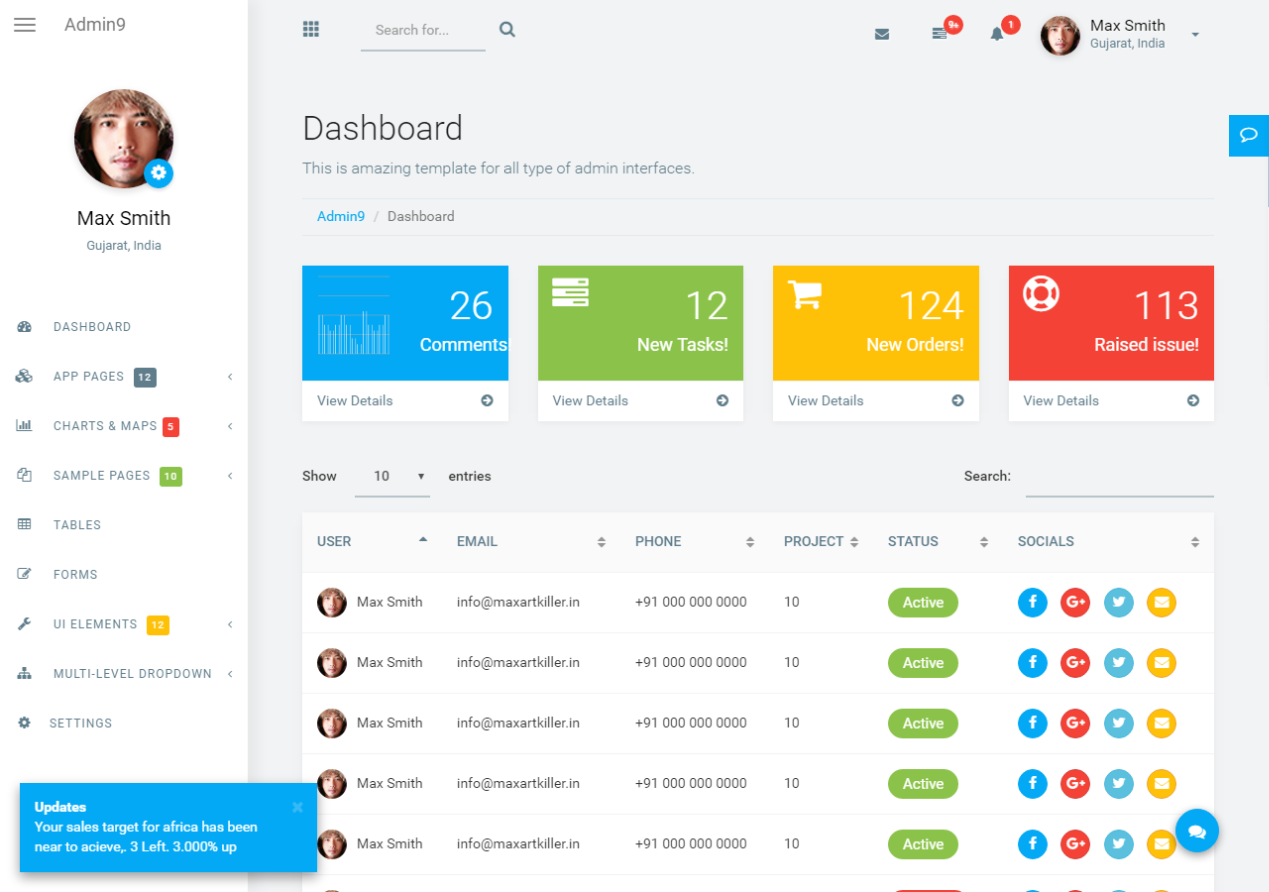 Admin9
Search for...
9+
1
Max Smith
Gujarat, India
Max Smith
Gujarat, India
DASHBOARD
APP PAGES 12
CHARTS & MAPS 5
SAMPLE PAGES 10
TABLES
FORMS
UI ELEMENTS 12
MULTI-LEVEL DROPDOWN
SETTINGS
Updates
Your sales target for africa has been
near to acieve,. 3 Left. 3.000% up
Dashboard
This is amazing template for all type of admin interfaces.
Admin9 / Dashboard
26
Comments
View Details
12
New Tasks!
View Details
124
New Orders!
View Details
113
Raised issue!
View Details
Show 10 entries
Search:
USER EMAIL PHONE PROJECT STATUS SOCIALS
Max Smith info@maxartkiller.in +91 000 000 0000 10 Active f G+
Max Smith info@maxartkiller.in +91 000 000 0000 10 Active f G+
Max Smith info@maxartkiller.in +91 000 000 0000 10 Active f G+
Max Smith info@maxartkiller.in +91 000 000 0000 10 Active f G+
Max Smith info@maxartkiller.in +91 000 000 0000 10 Active f G+